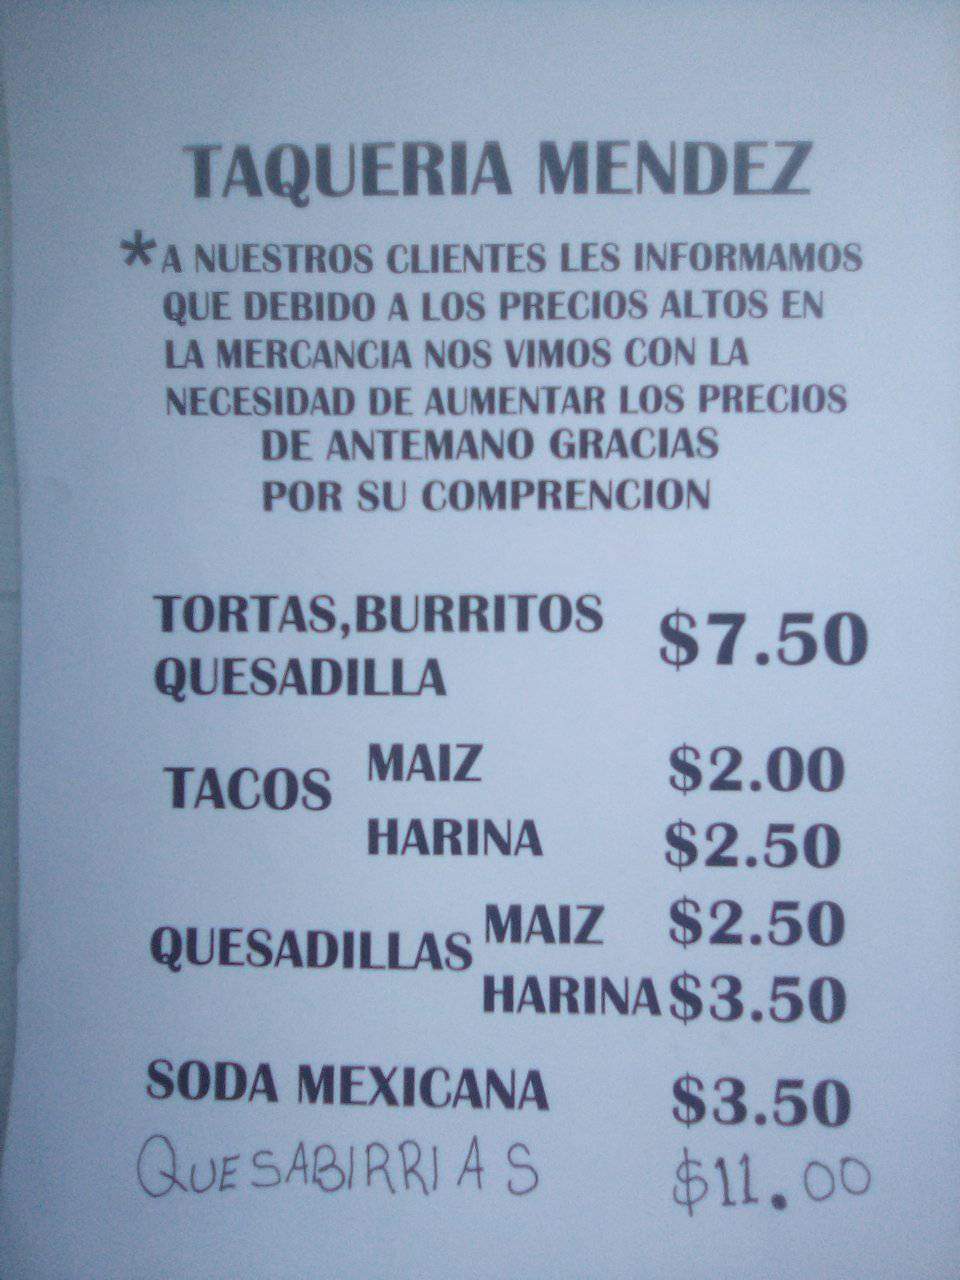 TAQUERIA MENDEZ
*A NUESTROS CLIENTES LES INFORMAMOS
QUE DEBIDO A LOS PRECIOS ALTOS EN
LA MERCANCIA NOS VIMOS CON LA
NECESIDAD DE AUMENTAR LOS PRECIOS
DE ANTEMANO GRACIAS
POR SU COMPRENCION
TORTAS,BURRITOS $7.50
QUESADILLA
TACOS MAIZ $2.00
HARINA $2.50
QUESADILLAS MAIZ $2.50
HARINA $3.50
SODA MEXICANA $3.50
QUESABIRRIAS $11.00